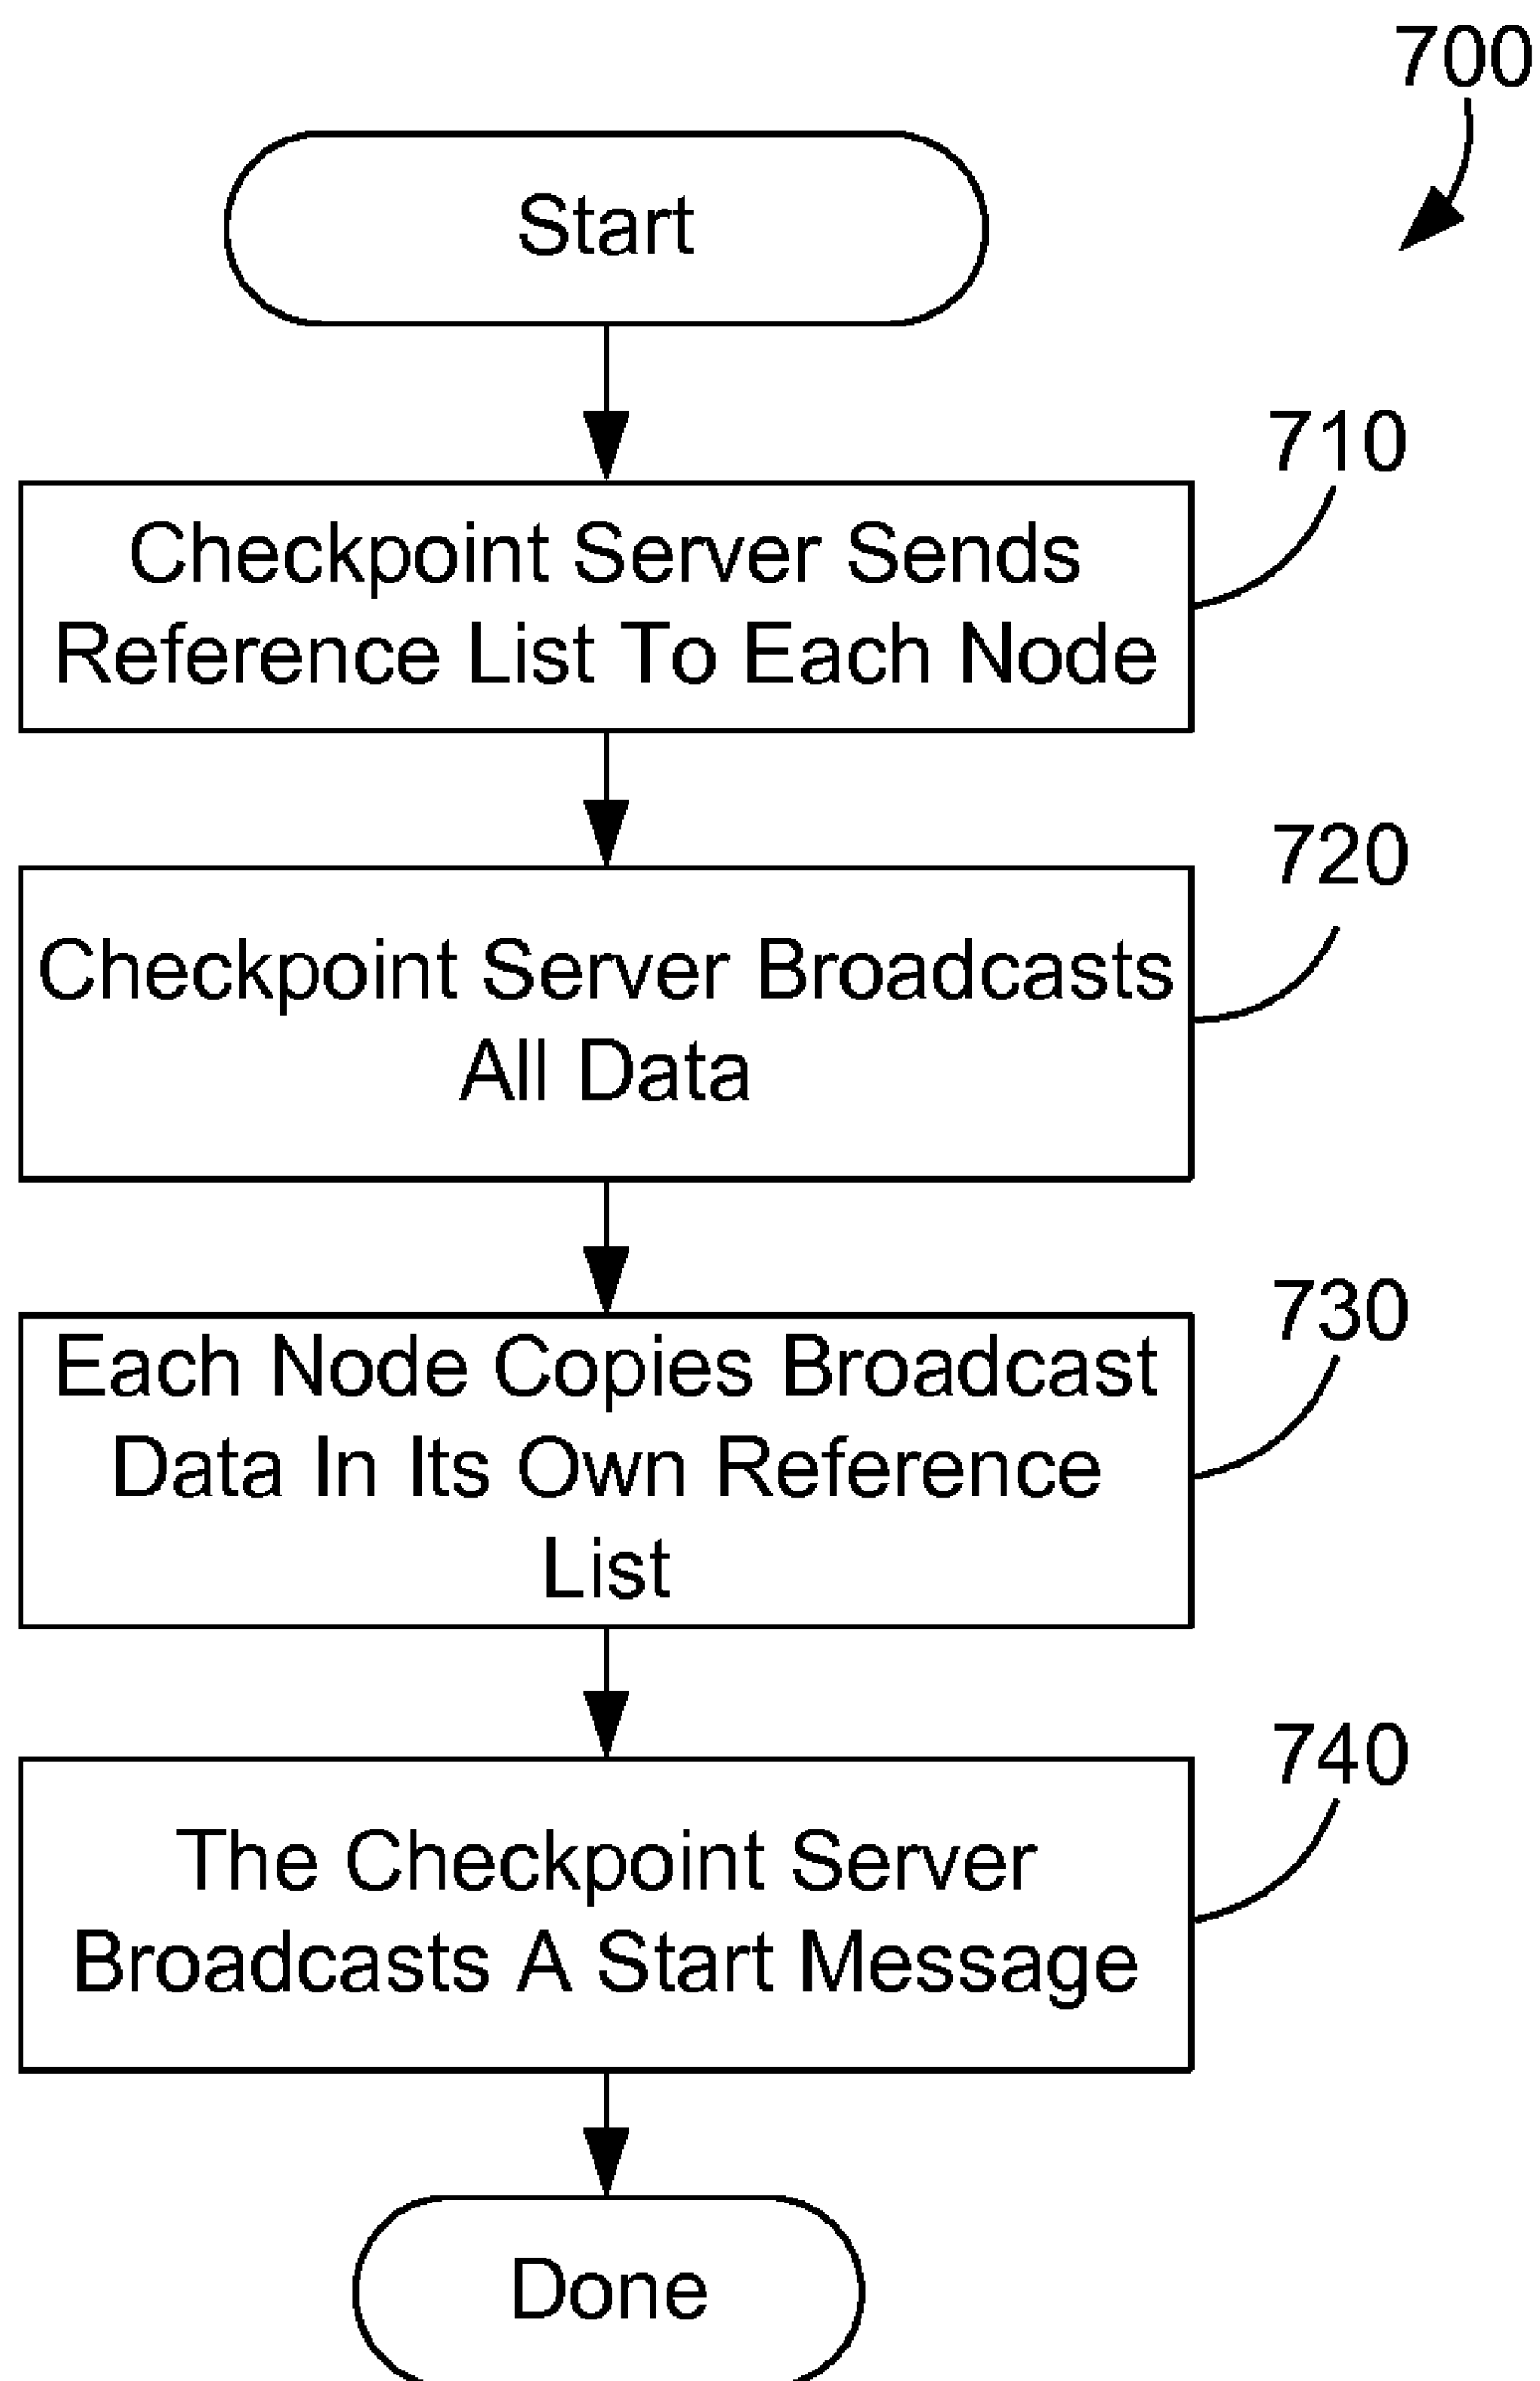 700
Start
710
Checkpoint Server Sends
Reference List To Each Node
720
Checkpoint Server Broadcasts
All Data
730
Each Node Copies Broadcast
Data In Its Own Reference
List
740
The Checkpoint Server
Broadcasts A Start Message
Done